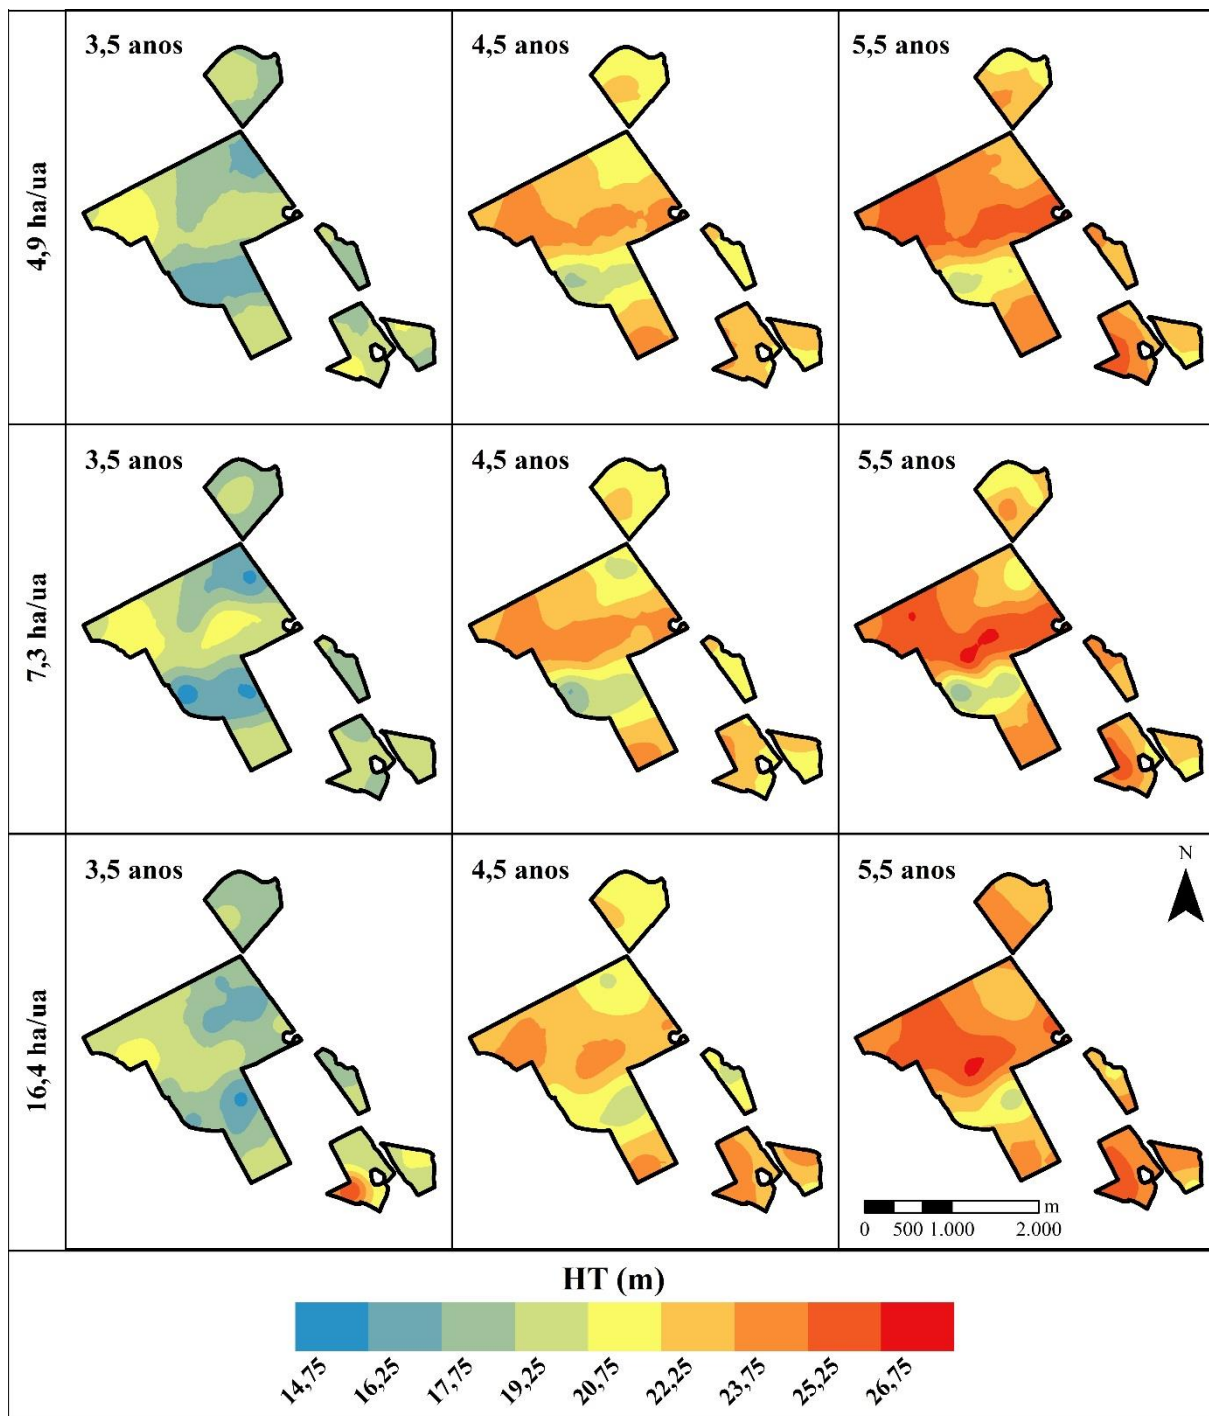 4,9 ha/ua
3,5 anos
4,5 anos
5,5 anos
7,3 ha/ua
3,5 anos
4,5 anos
5,5 anos
16,4 ha/ua
3,5 anos
4,5 anos
5,5 anos
N
m
0 500 1.000 2.000
HT (m)
14,75 16,25 17,75 19,25 20,75 22,25 23,75 25,25 26,75